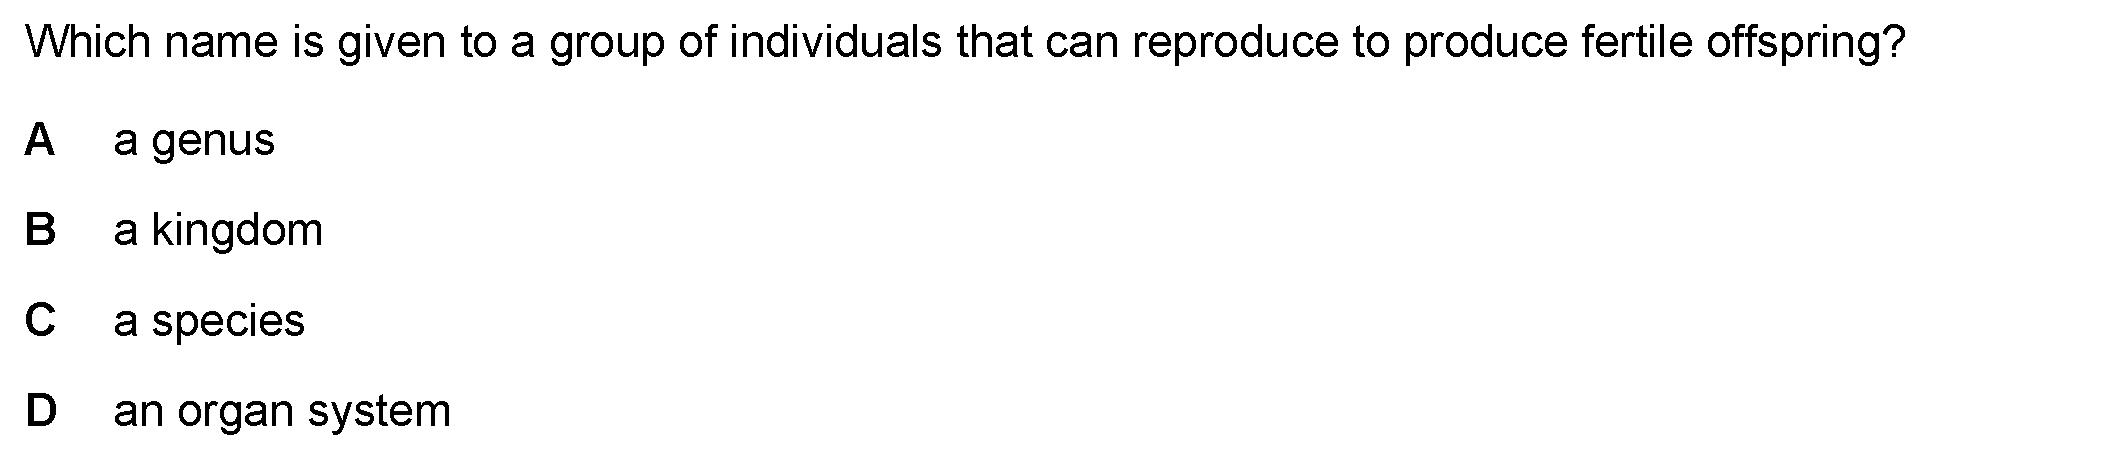 Which name is given to a group of individuals that can reproduce to produce fertile offspring?
A a genus
B a kingdom
C a species
D an organ system